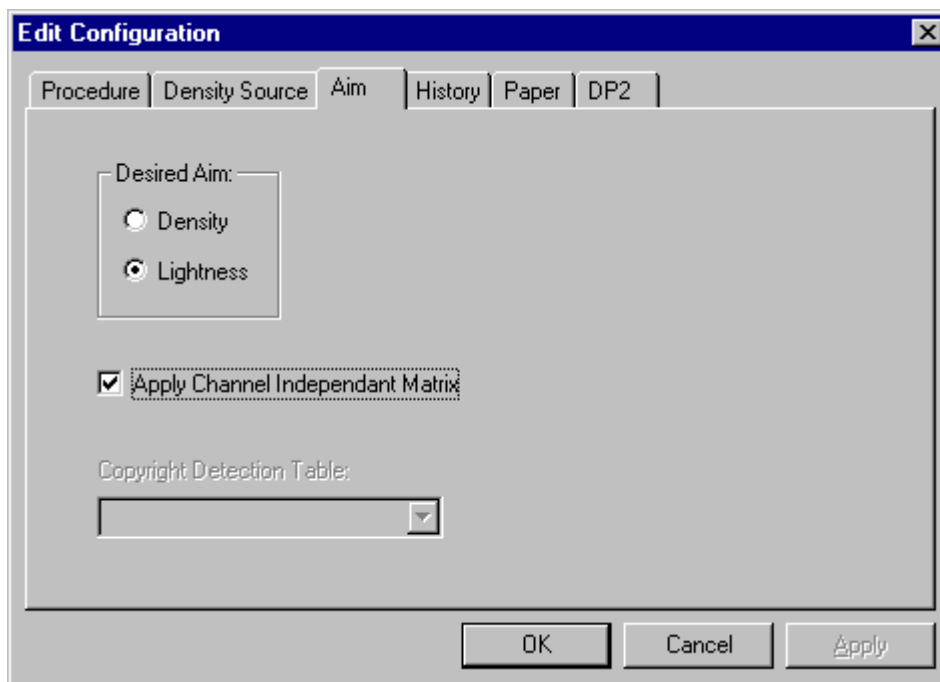 Edit Configuration
Procedure Density Source Aim History Paper DP2
Desired Aim:
Density
Lightness
Apply Channel Independant Matrix
Copyright Detection Table:
OK Cancel Apply